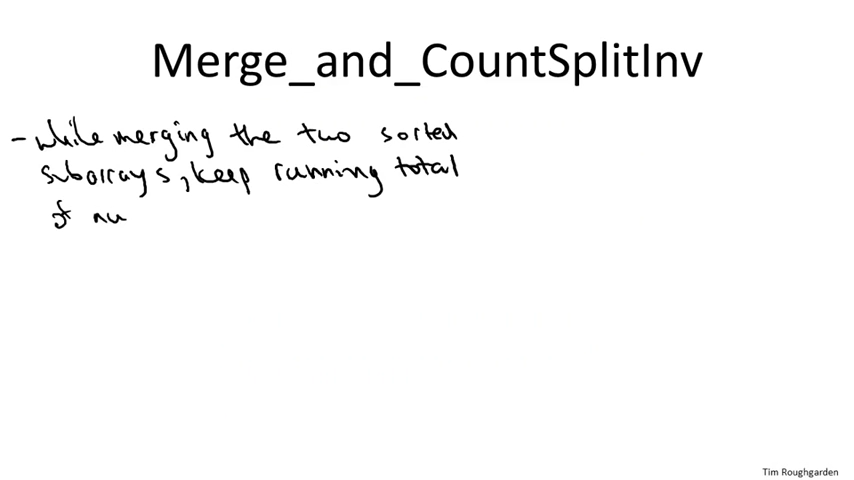 Merge_and_CountSplitInv
- while merging the two sorted
subarrays, keep running total
of nu
Tim Roughgarden